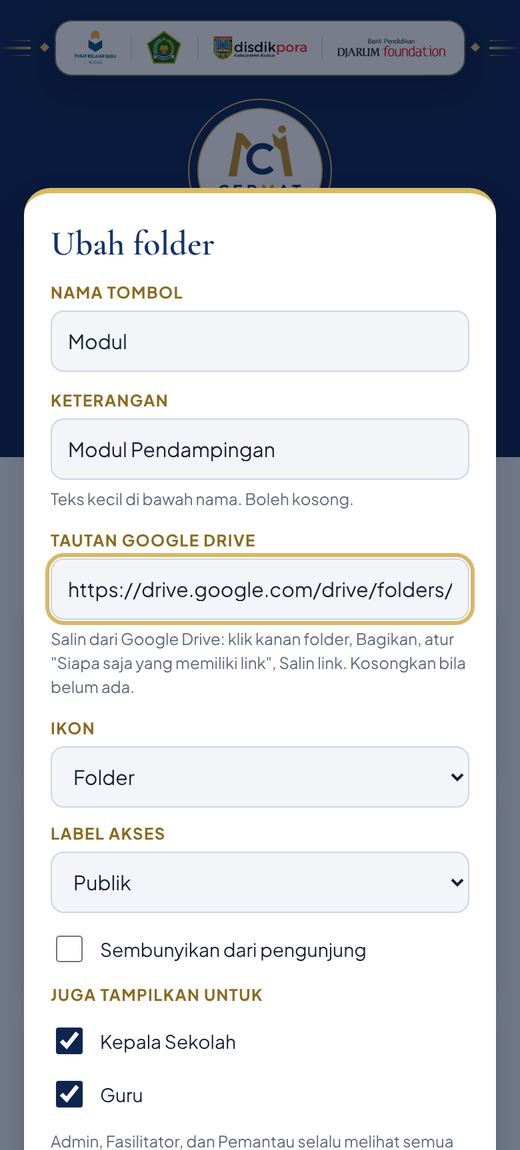 PUSAT BELAJAR GURU
KUDUS
disdikpora
Kabupaten Kudus
Bakti Pendidikan
DJARUM foundation
MCI
CERMAT
Ubah folder
NAMA TOMBOL
Modul
KETERANGAN
Modul Pendampingan
Teks kecil di bawah nama. Boleh kosong.
TAUTAN GOOGLE DRIVE
https://drive.google.com/drive/folders/
Salin dari Google Drive: klik kanan folder, Bagikan, atur
"Siapa saja yang memiliki link", Salin link. Kosongkan bila
belum ada.
IKON
Folder
LABEL AKSES
Publik
Sembunyikan dari pengunjung
JUGA TAMPILKAN UNTUK
Kepala Sekolah
Guru
Admin, Fasilitator, dan Pemantau selalu melihat semua